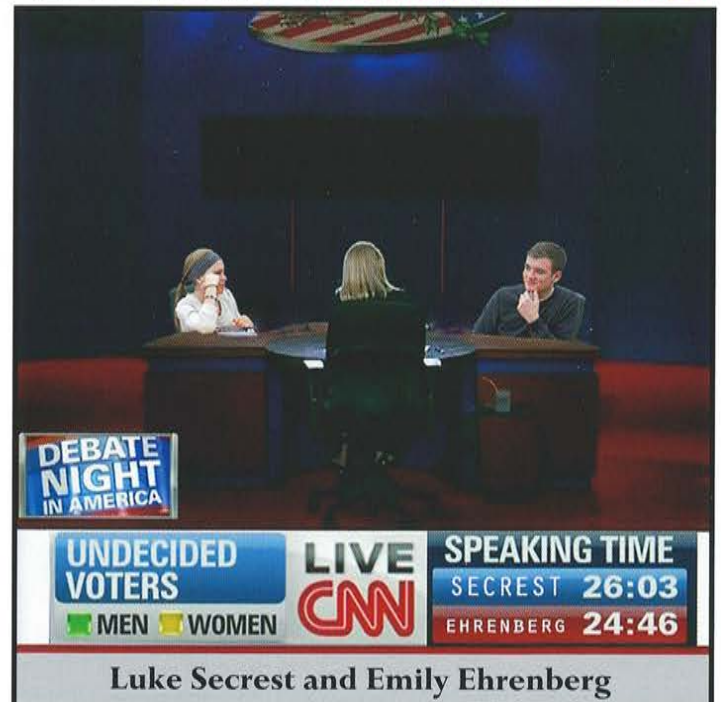 DEBATE
NIGHT
IN AMERICA
UNDECIDED
VOTERS
MEN WOMEN
LIVE
CNN
SPEAKING TIME
SECREST 26:03
EHRENBERG 24:46
Luke Secrest and Emily Ehrenberg